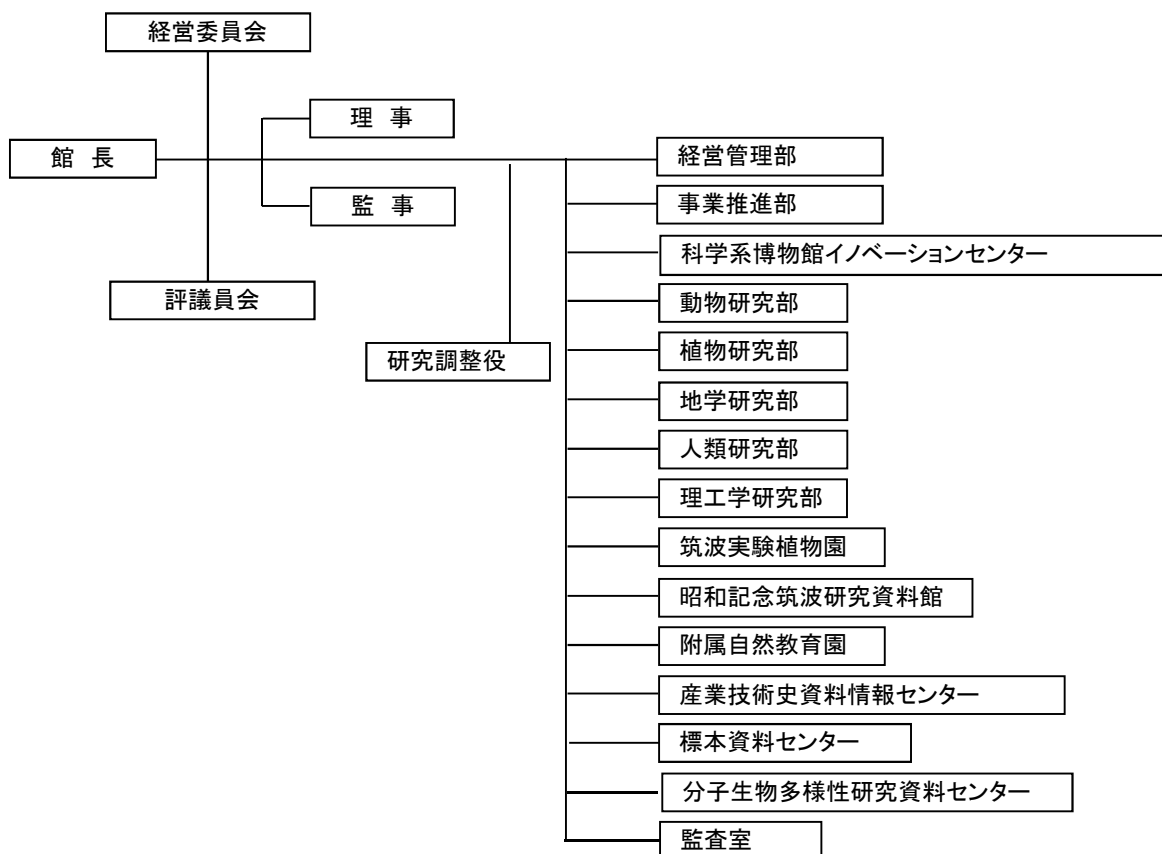 経営委員会
理 事
館 長
監 事
評議員会
研究調整役
経営管理部
事業推進部
科学系博物館イノベーションセンター
動物研究部
植物研究部
地学研究部
人類研究部
理工学研究部
筑波実験植物園
昭和記念筑波研究資料館
附属自然教育園
産業技術史資料情報センター
標本資料センター
分子生物多様性研究資料センター
監査室